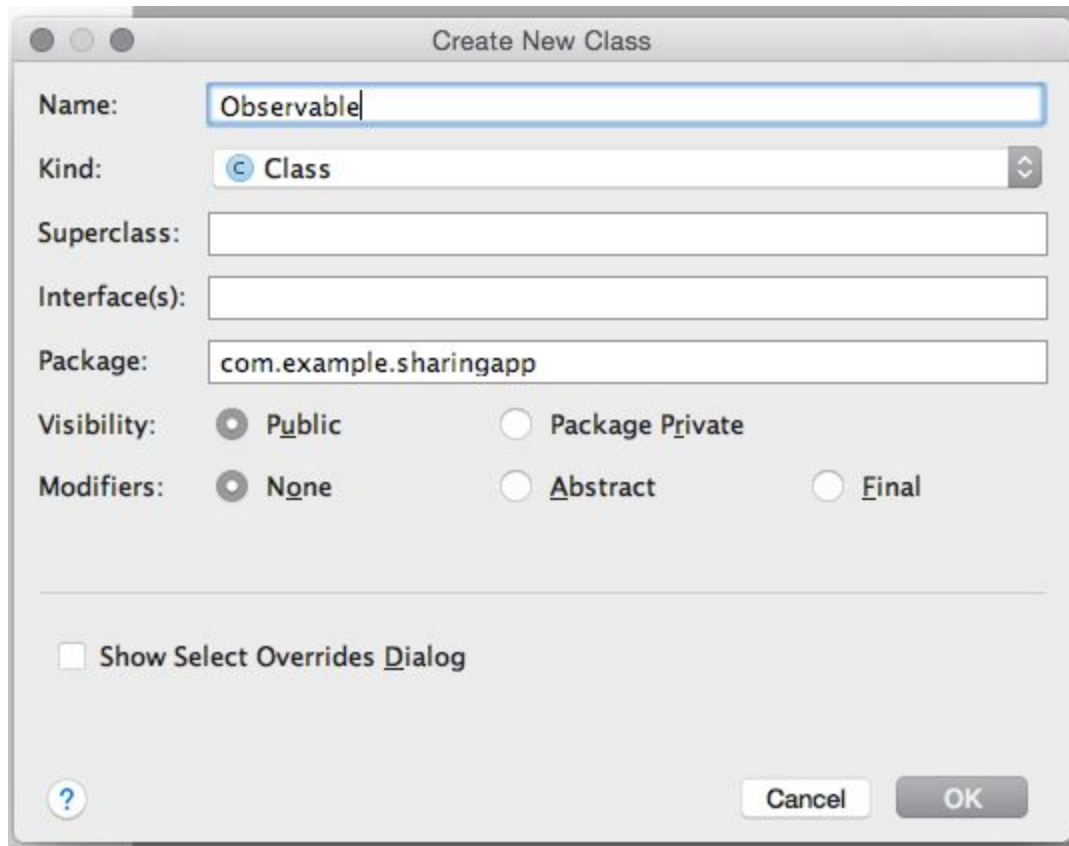 Create New Class
Name: Observable
Kind: C Class
Superclass:
Interface(s):
Package: com.example.sharingapp
Visibility: Public Package Private
Modifiers: None Abstract Final
Show Select Overrides Dialog
? Cancel OK